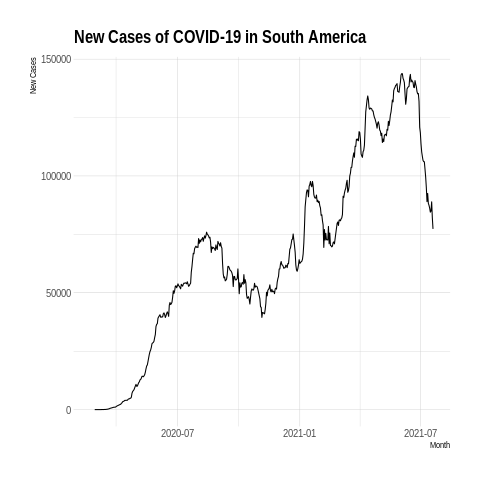 New Cases of COVID-19 in South America
New Cases
150000
100000
50000
0
2020-07
2021-01
2021-07
Month